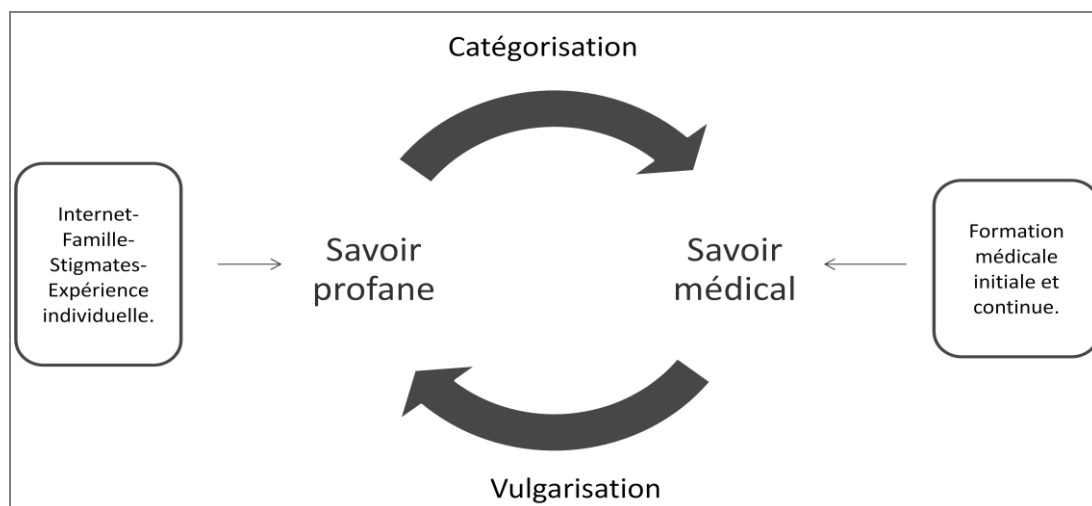 Catégorisation
Internet-
Famille-
Stigmates-
Expérience
individuelle.
Savoir
profane
Savoir
médical
Formation
médicale
initiale et
continue.
Vulgarisation